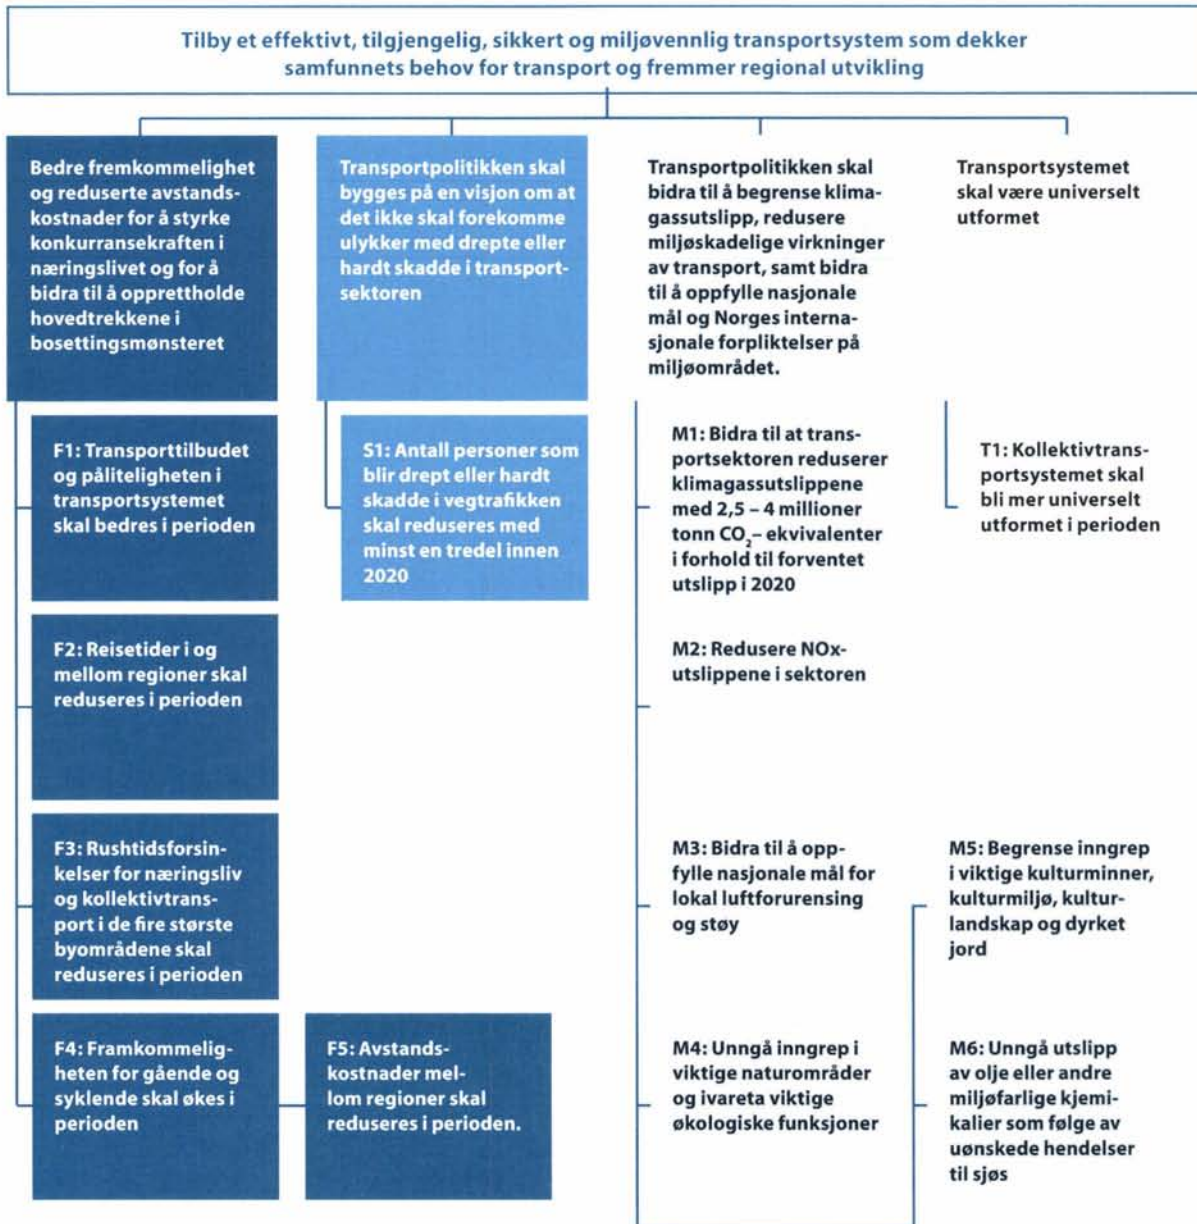 Tilby et effektivt, tilgjengelig, sikkert og miljøvennlig transportsystem som dekker
samfunnets behov for transport og fremmer regional utvikling
Bedre fremkommelighet
og reduserte avstands-
kostnader for å styrke
konkurransekraften i
næringslivet og for å
bidra til å opprettholde
hovedtrekkene i
bosettingsmønsteret
Transportpolitikken skal
bygges på en visjon om at
det ikke skal forekomme
ulykker med drepte eller
hardt skadde i transport-
sektoren
Transportpolitikken skal
bidra til å begrense klima-
gassutslipp, redusere
miljøskadelige virkninger
av transport, samt bidra
til å oppfylle nasjonale
mål og Norges interna-
sjonale forpliktelser på
miljøområdet.
Transportsystemet
skal være universelt
utformet
F1: Transporttilbudet
og påliteligheten i
transportsystemet
skal bedres i perioden
S1: Antall personer som
blir drept eller hardt
skadde i vegtrafikken
skal reduseres med
minst en tredel innen
2020
M1: Bidra til at trans-
portsektoren reduserer
klimagassutslippene
med 2,5 – 4 millioner
tonn CO₂– ekvivalenter
i forhold til forventet
utslipp i 2020
T1: Kollektivtrans-
portsystemet skal
bli mer universelt
utformet i perioden
F2: Reisetider i og
mellom regioner skal
reduseres i perioden
M2: Redusere NOx-
utslippene i sektoren
F3: Rushtidsforsin-
kelser for næringsliv
og kollektivtrans-
port i de fire største
byområdene skal
reduseres i perioden
M3: Bidra til å opp-
fylle nasjonale mål for
lokal luftforurensing
og støy
M5: Begrense inngrep
i viktige kulturminner,
kulturmiljø, kultur-
landskap og dyrket
jord
F4: Framkommelig-
heten for gående og
syklende skal økes i
perioden
F5: Avstands-
kostnader mel-
lom regioner skal
reduseres i perioden.
M4: Unngå inngrep i
viktige naturområder
og ivareta viktige
økologiske funksjoner
M6: Unngå utslipp
av olje eller andre
miljøfarlige kjemi-
kalier som følge av
uønskede hendelser
til sjøs